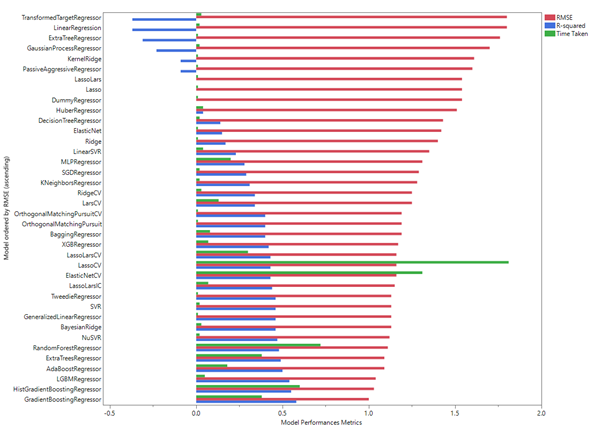 TransformedTargetRegressor
LinearRegression
ExtraTreeRegressor
GaussianProcessRegressor
KernelRidge
PassiveAggressiveRegressor
LassoLars
Lasso
DummyRegressor
HuberRegressor
DecisionTreeRegressor
ElasticNet
Ridge
LinearSVR
MLPRegressor
SGDRegressor
KNeighborsRegressor
RidgeCV
LarsCV
OrthogonalMatchingPursuitCV
OrthogonalMatchingPursuit
BaggingRegressor
XGBRegressor
LassoLarsCV
LassoCV
ElasticNetCV
LassoLarsIC
TweedieRegressor
SVR
GeneralizedLinearRegressor
BayesianRidge
NuSVR
RandomForestRegressor
ExtraTreesRegressor
AdaBoostRegressor
LGBMRegressor
HistGradientBoostingRegressor
GradientBoostingRegressor
Model ordered by RMSE (ascending)
-0.5 0.0 0.5 1.0 1.5 2.0
Model Performances Metrics
RMSE
R-squared
Time Taken